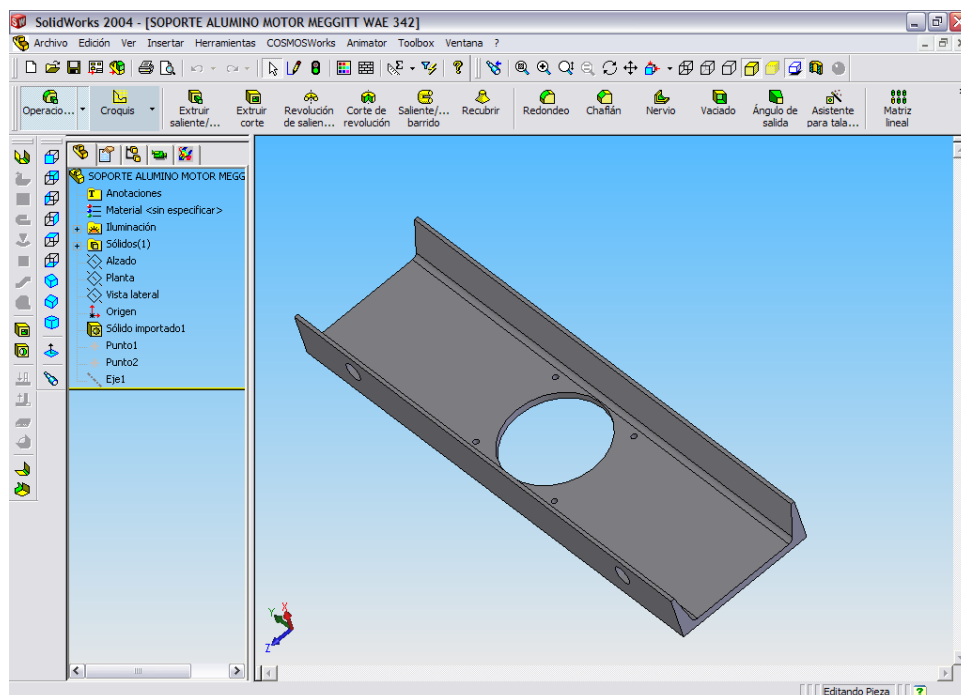 SolidWorks 2004 - [SOPORTE ALUMINO MOTOR MEGGITT WAE 342]
Archivo Edición Ver Insertar Herramientas COSMOSWorks Animator Toolbox Ventana ?
Operacio... Croquis Extruir saliente/... Extruir corte Revolución de salien... Corte de revolución Saliente/... barrido Recubrir Redondeo Chaflán Nervio Vaciado Ángulo de salida Asistente para tala... Matriz lineal
SOPORTE ALUMINO MOTOR MEGG
Anotaciones
Material <sin especificar>
Iluminación
Sólidos(1)
Alzado
Planta
Vista lateral
Origen
Sólido importado1
Punto1
Punto2
Eje1
X
Y
Z
Editando Pieza
?